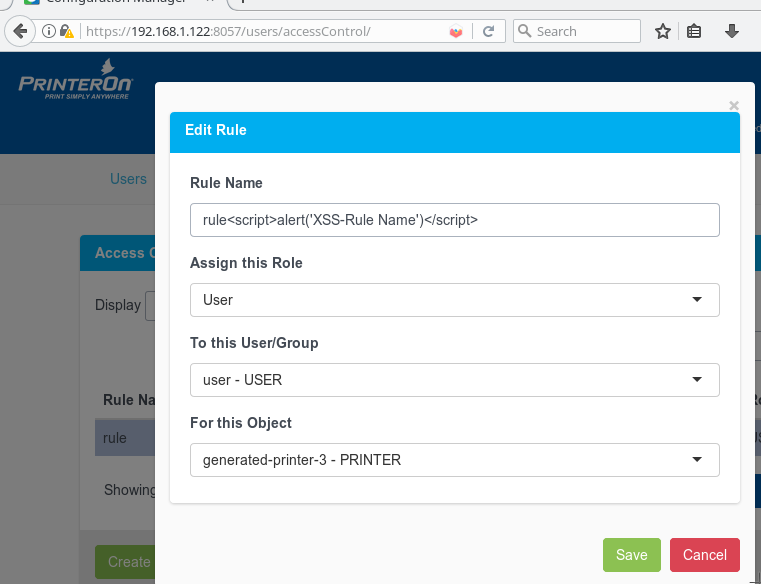 Configuration Manager
https://192.168.1.122:8057/users/accessControl/
Search
PRINTERON
PRINT SIMPLY ANYWHERE
Users
Access
Display
Rule
rule
Showing
Create
Edit Rule
Rule Name
rule<script>alert('XSS-Rule Name')</script>
Assign this Role
User
To this User/Group
user - USER
For this Object
generated-printer-3 - PRINTER
Save
Cancel